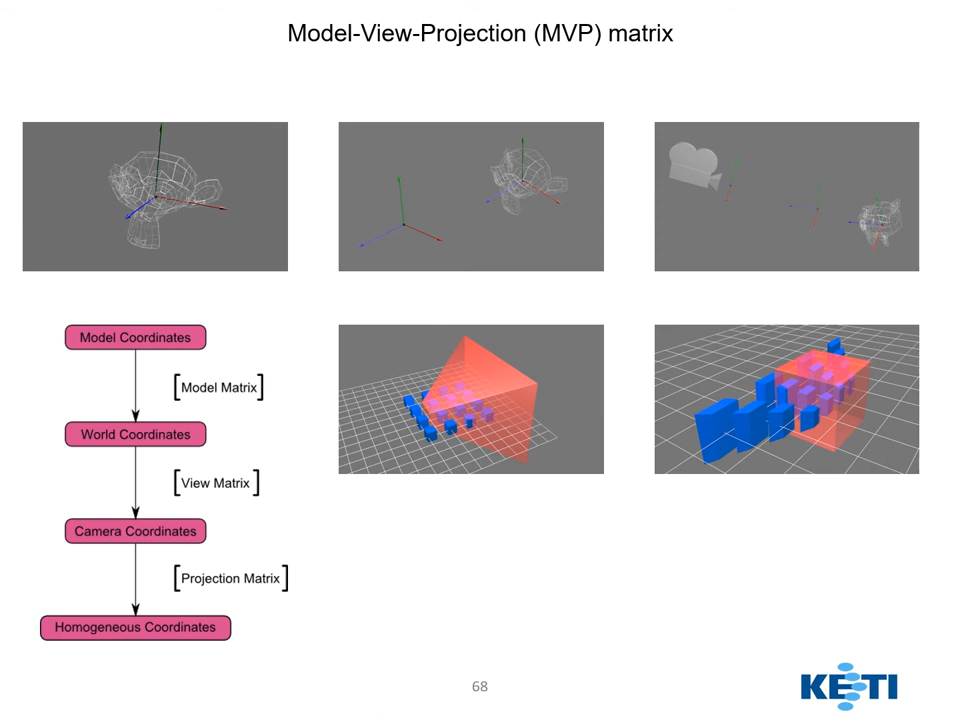 Model-View-Projection (MVP) matrix
Model Coordinates
[Model Matrix]
World Coordinates
[View Matrix]
Camera Coordinates
[Projection Matrix]
Homogeneous Coordinates
68
KETI